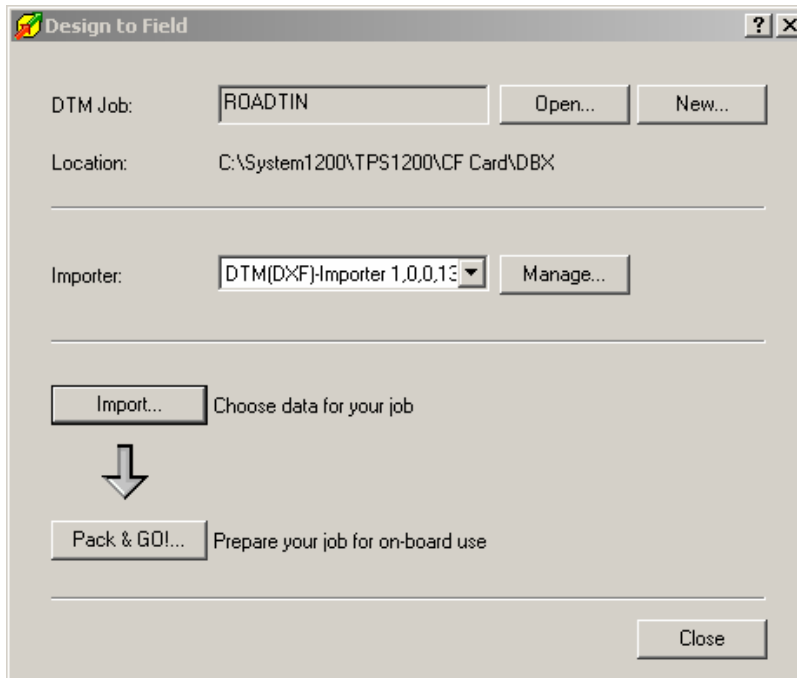 Design to Field
DTM Job: ROADTIN Open... New...
Location: C:\System1200\TPS1200\CF Card\DBX
Importer: DTM(DXF)-Importer 1,0,0,13 Manage...
Import... Choose data for your job
Pack & GO!... Prepare your job for on-board use
Close